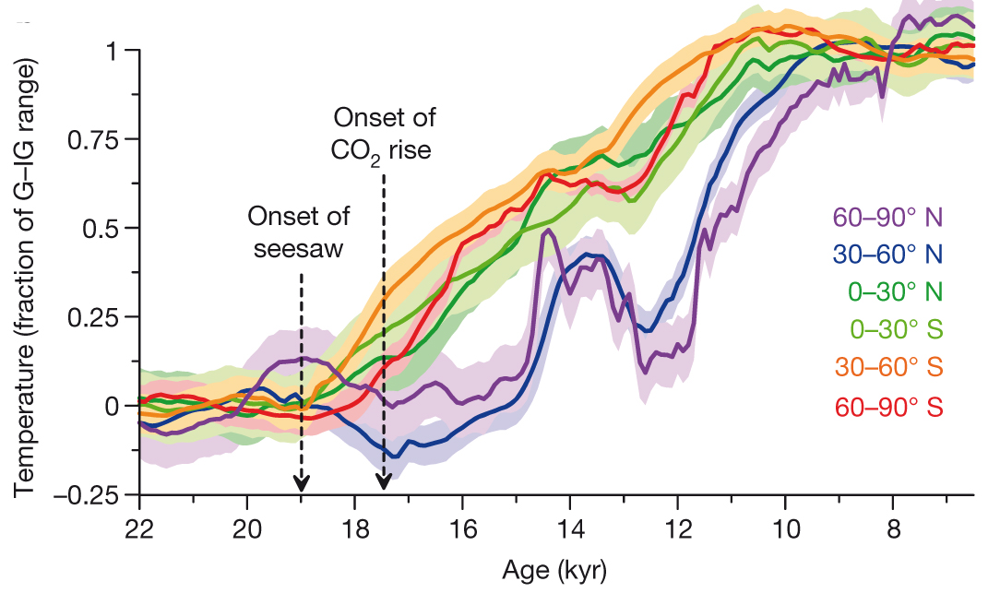 Temperature (fraction of G–IG range)
1
0.75
0.5
0.25
0
–0.25
Onset of
CO2 rise
Onset of
seesaw
60–90° N
30–60° N
0–30° N
0–30° S
30–60° S
60–90° S
22 20 18 16 14 12 10 8
Age (kyr)